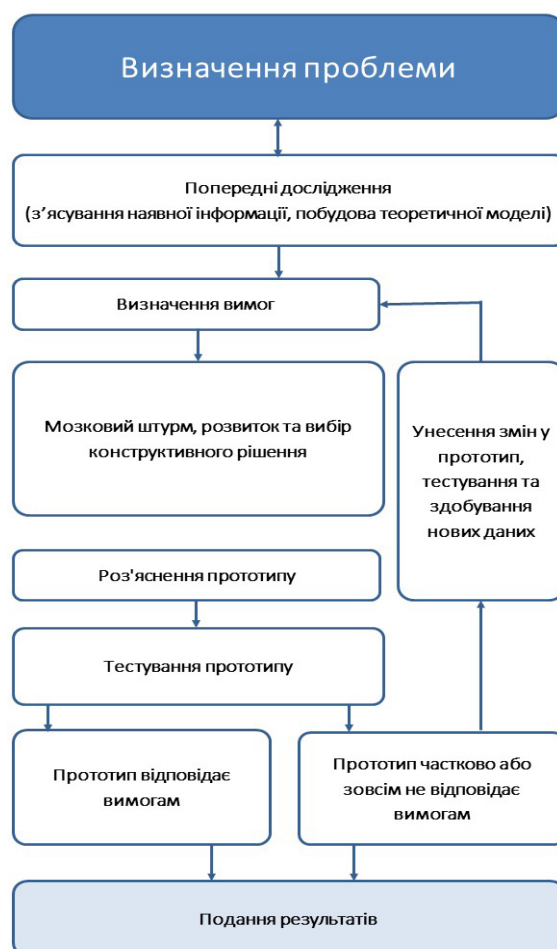 Визначення проблеми
Попередні дослідження
(з’ясування наявної інформації, побудова теоретичної моделі)
Визначення вимог
Мозковий штурм, розвиток та вибір
конструктивного рішення
Унесення змін у
прототип,
тестування та
здобування
нових даних
Роз'яснення прототипу
Тестування прототипу
Прототип відповідає
вимогам
Прототип частково або
зовсім не відповідає
вимогам
Подання результатів